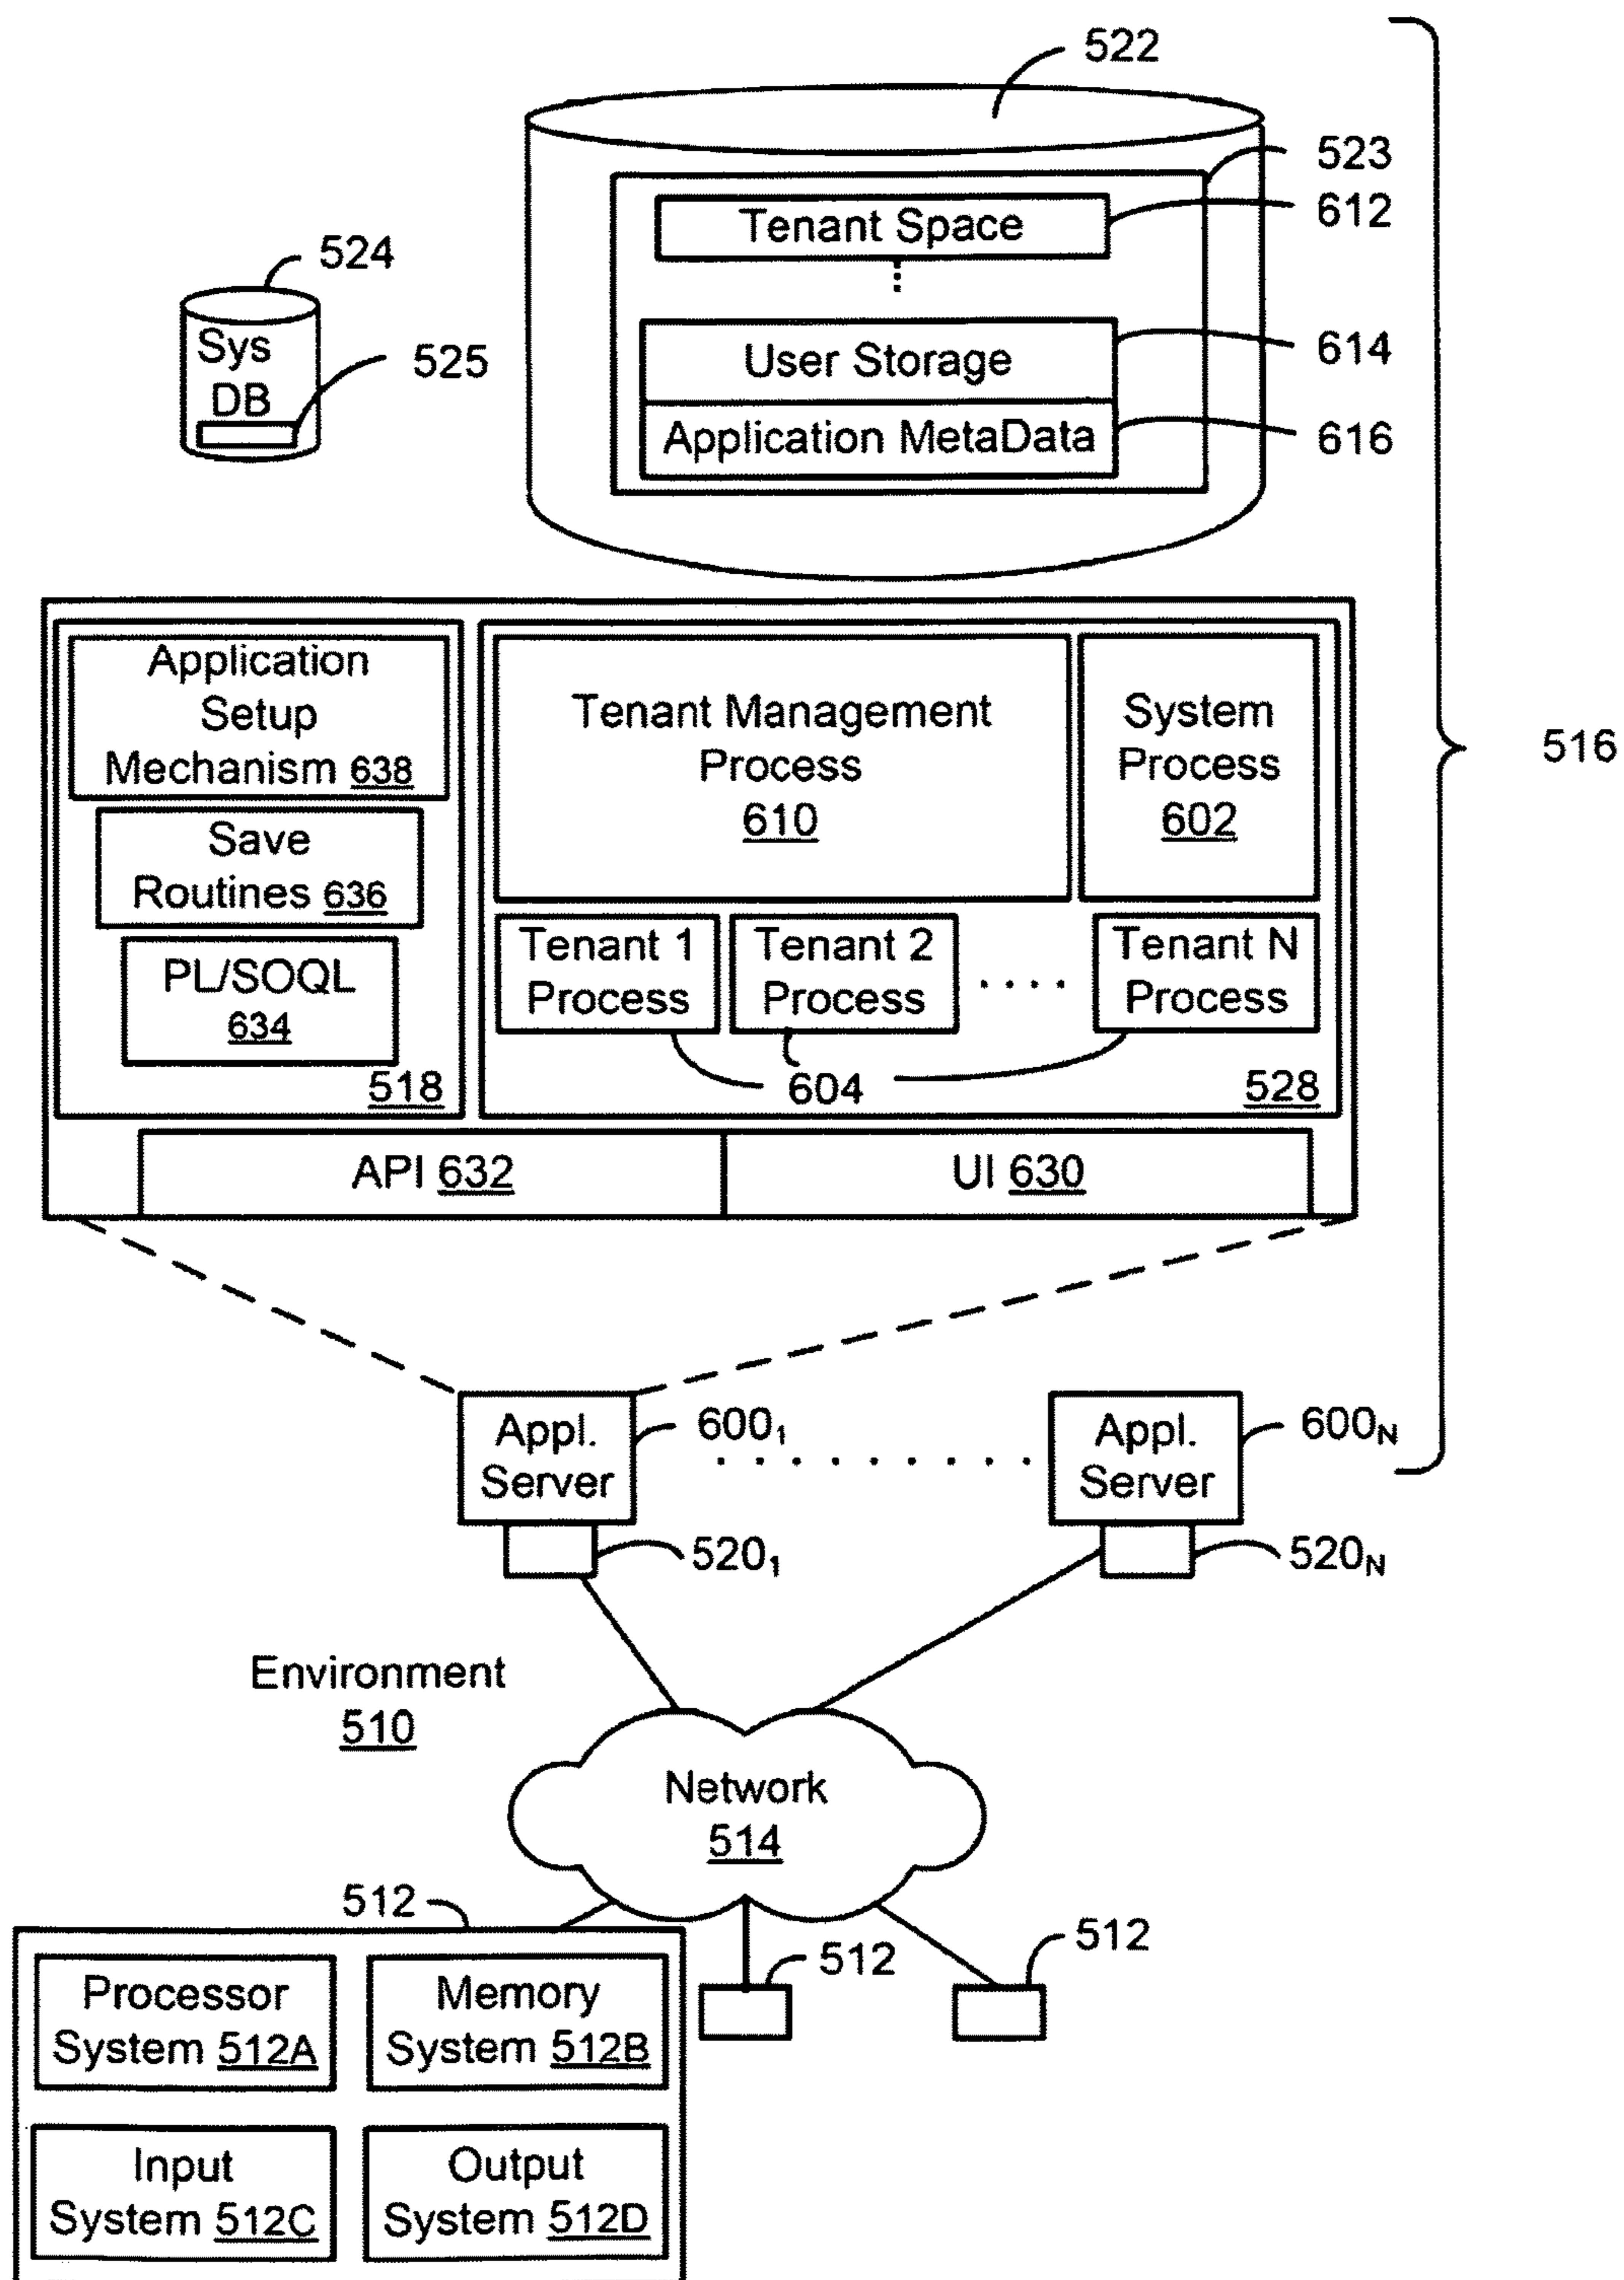 522
523
Tenant Space
612
524
Sys
DB
525
User Storage
614
Application MetaData
616
516
Application
Setup
Mechanism 638
Save
Routines 636
PL/SOQL
634
518
Tenant Management
Process
610
System
Process
602
Tenant 1
Process
Tenant 2
Process
. . . .
Tenant N
Process
604
528
API 632
UI 630
Appl.
Server
600₁
. . . . . . . . .
Appl.
Server
600N
520₁
520N
Environment
510
Network
514
512
512
512
Processor
System 512A
Memory
System 512B
Input
System 512C
Output
System 512D